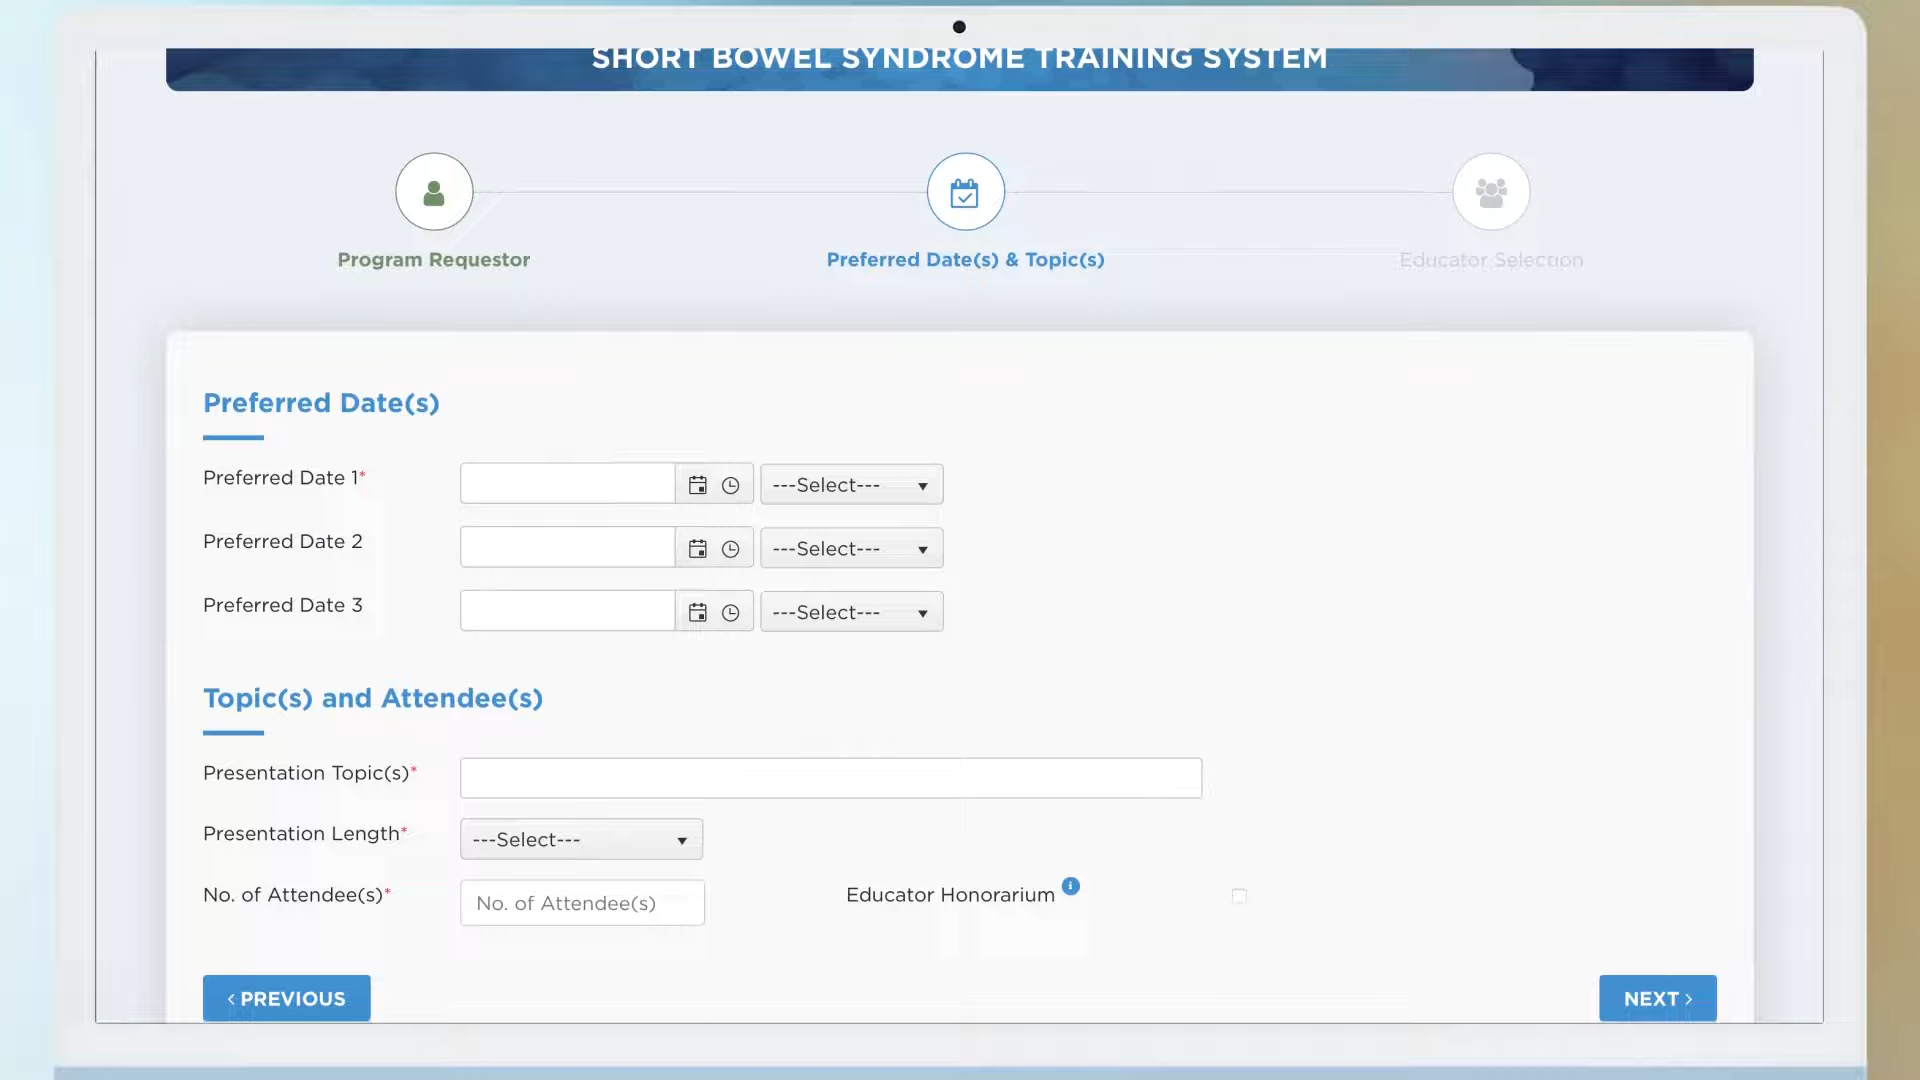 SHORT BOWEL SYNDROME TRAINING SYSTEM
Program Requestor
Preferred Date(s) & Topic(s)
Educator Selection
Preferred Date(s)
Preferred Date 1* ---Select---
Preferred Date 2 ---Select---
Preferred Date 3 ---Select---
Topic(s) and Attendee(s)
Presentation Topic(s)*
Presentation Length* ---Select---
No. of Attendee(s)* No. of Attendee(s) Educator Honorarium i
‹ PREVIOUS
NEXT ›